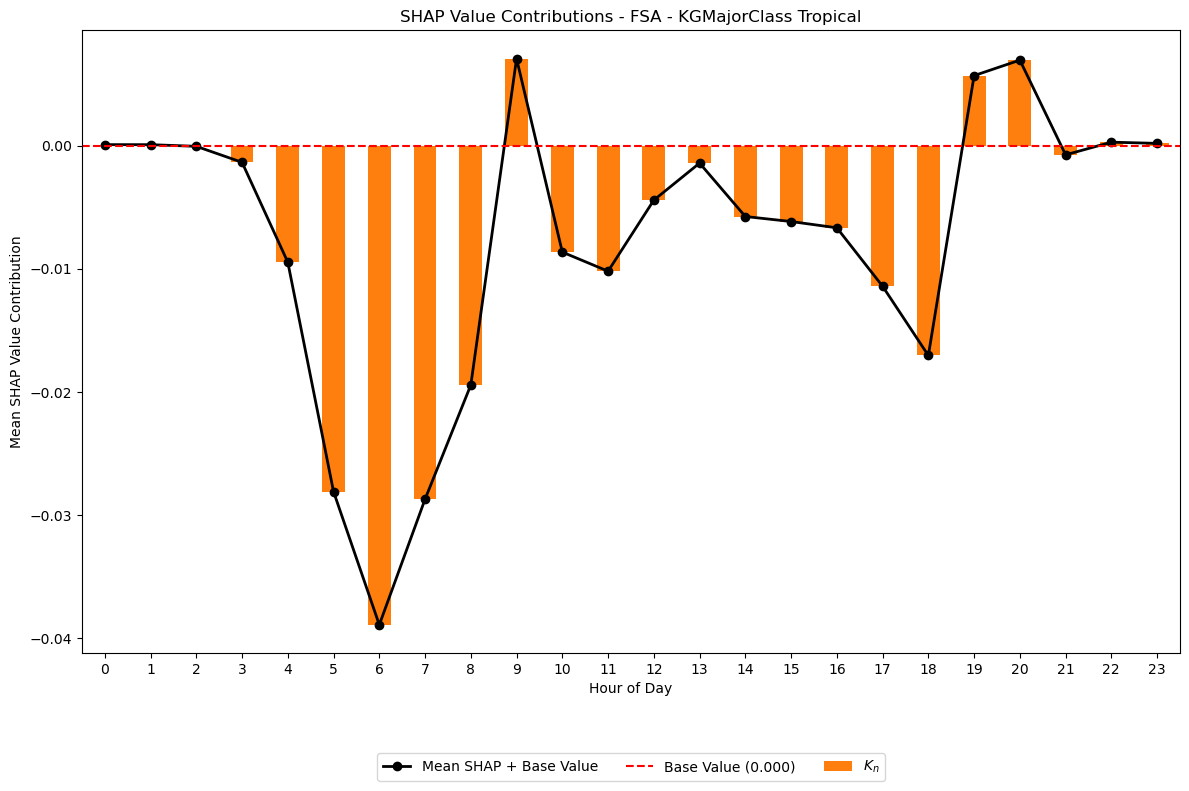 SHAP Value Contributions - FSA - KGMajorClass Tropical
Mean SHAP Value Contribution
0.00
−0.01
−0.02
−0.03
−0.04
0 1 2 3 4 5 6 7 8 9 10 11 12 13 14 15 16 17 18 19 20 21 22 23
Hour of Day
Mean SHAP + Base Value Base Value (0.000) Kn